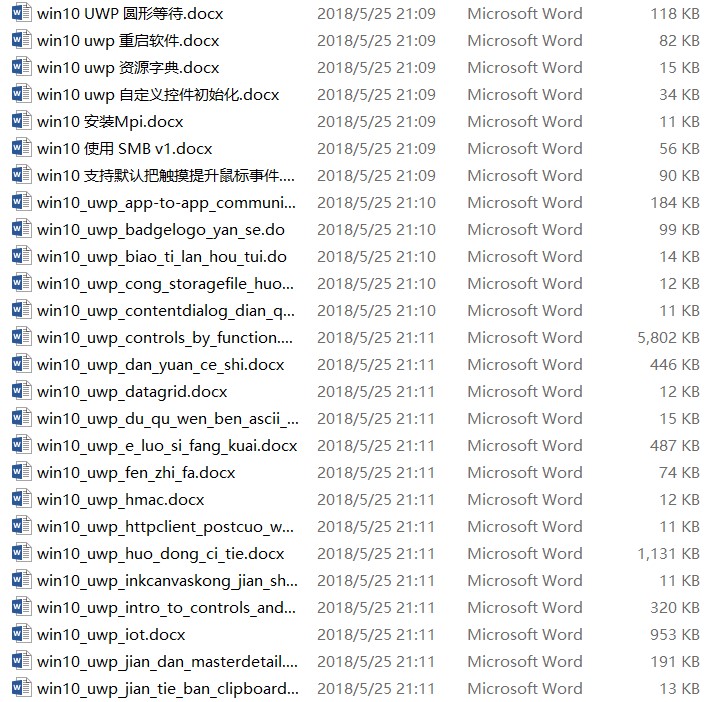 win10 UWP 圆形等待.docx 2018/5/25 21:09 Microsoft Word 118 KB
win10 uwp 重启软件.docx 2018/5/25 21:09 Microsoft Word 82 KB
win10 uwp 资源字典.docx 2018/5/25 21:09 Microsoft Word 15 KB
win10 uwp 自定义控件初始化.docx 2018/5/25 21:09 Microsoft Word 34 KB
win10 安装Mpi.docx 2018/5/25 21:09 Microsoft Word 11 KB
win10 使用 SMB v1.docx 2018/5/25 21:09 Microsoft Word 56 KB
win10 支持默认把触摸提升鼠标事件.... 2018/5/25 21:09 Microsoft Word 90 KB
win10_uwp_app-to-app_communi... 2018/5/25 21:10 Microsoft Word 184 KB
win10_uwp_badgelogo_yan_se.do 2018/5/25 21:10 Microsoft Word 99 KB
win10_uwp_biao_ti_lan_hou_tui.do 2018/5/25 21:10 Microsoft Word 14 KB
win10_uwp_cong_storagefile_huo... 2018/5/25 21:10 Microsoft Word 12 KB
win10_uwp_contentdialog_dian_q... 2018/5/25 21:10 Microsoft Word 11 KB
win10_uwp_controls_by_function.... 2018/5/25 21:11 Microsoft Word 5,802 KB
win10_uwp_dan_yuan_ce_shi.docx 2018/5/25 21:11 Microsoft Word 446 KB
win10_uwp_datagrid.docx 2018/5/25 21:11 Microsoft Word 12 KB
win10_uwp_du_qu_wen_ben_ascii_... 2018/5/25 21:11 Microsoft Word 15 KB
win10_uwp_e_luo_si_fang_kuai.docx 2018/5/25 21:11 Microsoft Word 487 KB
win10_uwp_fen_zhi_fa.docx 2018/5/25 21:11 Microsoft Word 74 KB
win10_uwp_hmac.docx 2018/5/25 21:11 Microsoft Word 12 KB
win10_uwp_httpclient_postcuo_w... 2018/5/25 21:11 Microsoft Word 11 KB
win10_uwp_huo_dong_ci_tie.docx 2018/5/25 21:11 Microsoft Word 1,131 KB
win10_uwp_inkcanvaskong_jian_sh... 2018/5/25 21:11 Microsoft Word 11 KB
win10_uwp_intro_to_controls_and... 2018/5/25 21:11 Microsoft Word 320 KB
win10_uwp_iot.docx 2018/5/25 21:11 Microsoft Word 953 KB
win10_uwp_jian_dan_masterdetail.... 2018/5/25 21:11 Microsoft Word 191 KB
win10_uwp_jian_tie_ban_clipboard... 2018/5/25 21:11 Microsoft Word 13 KB